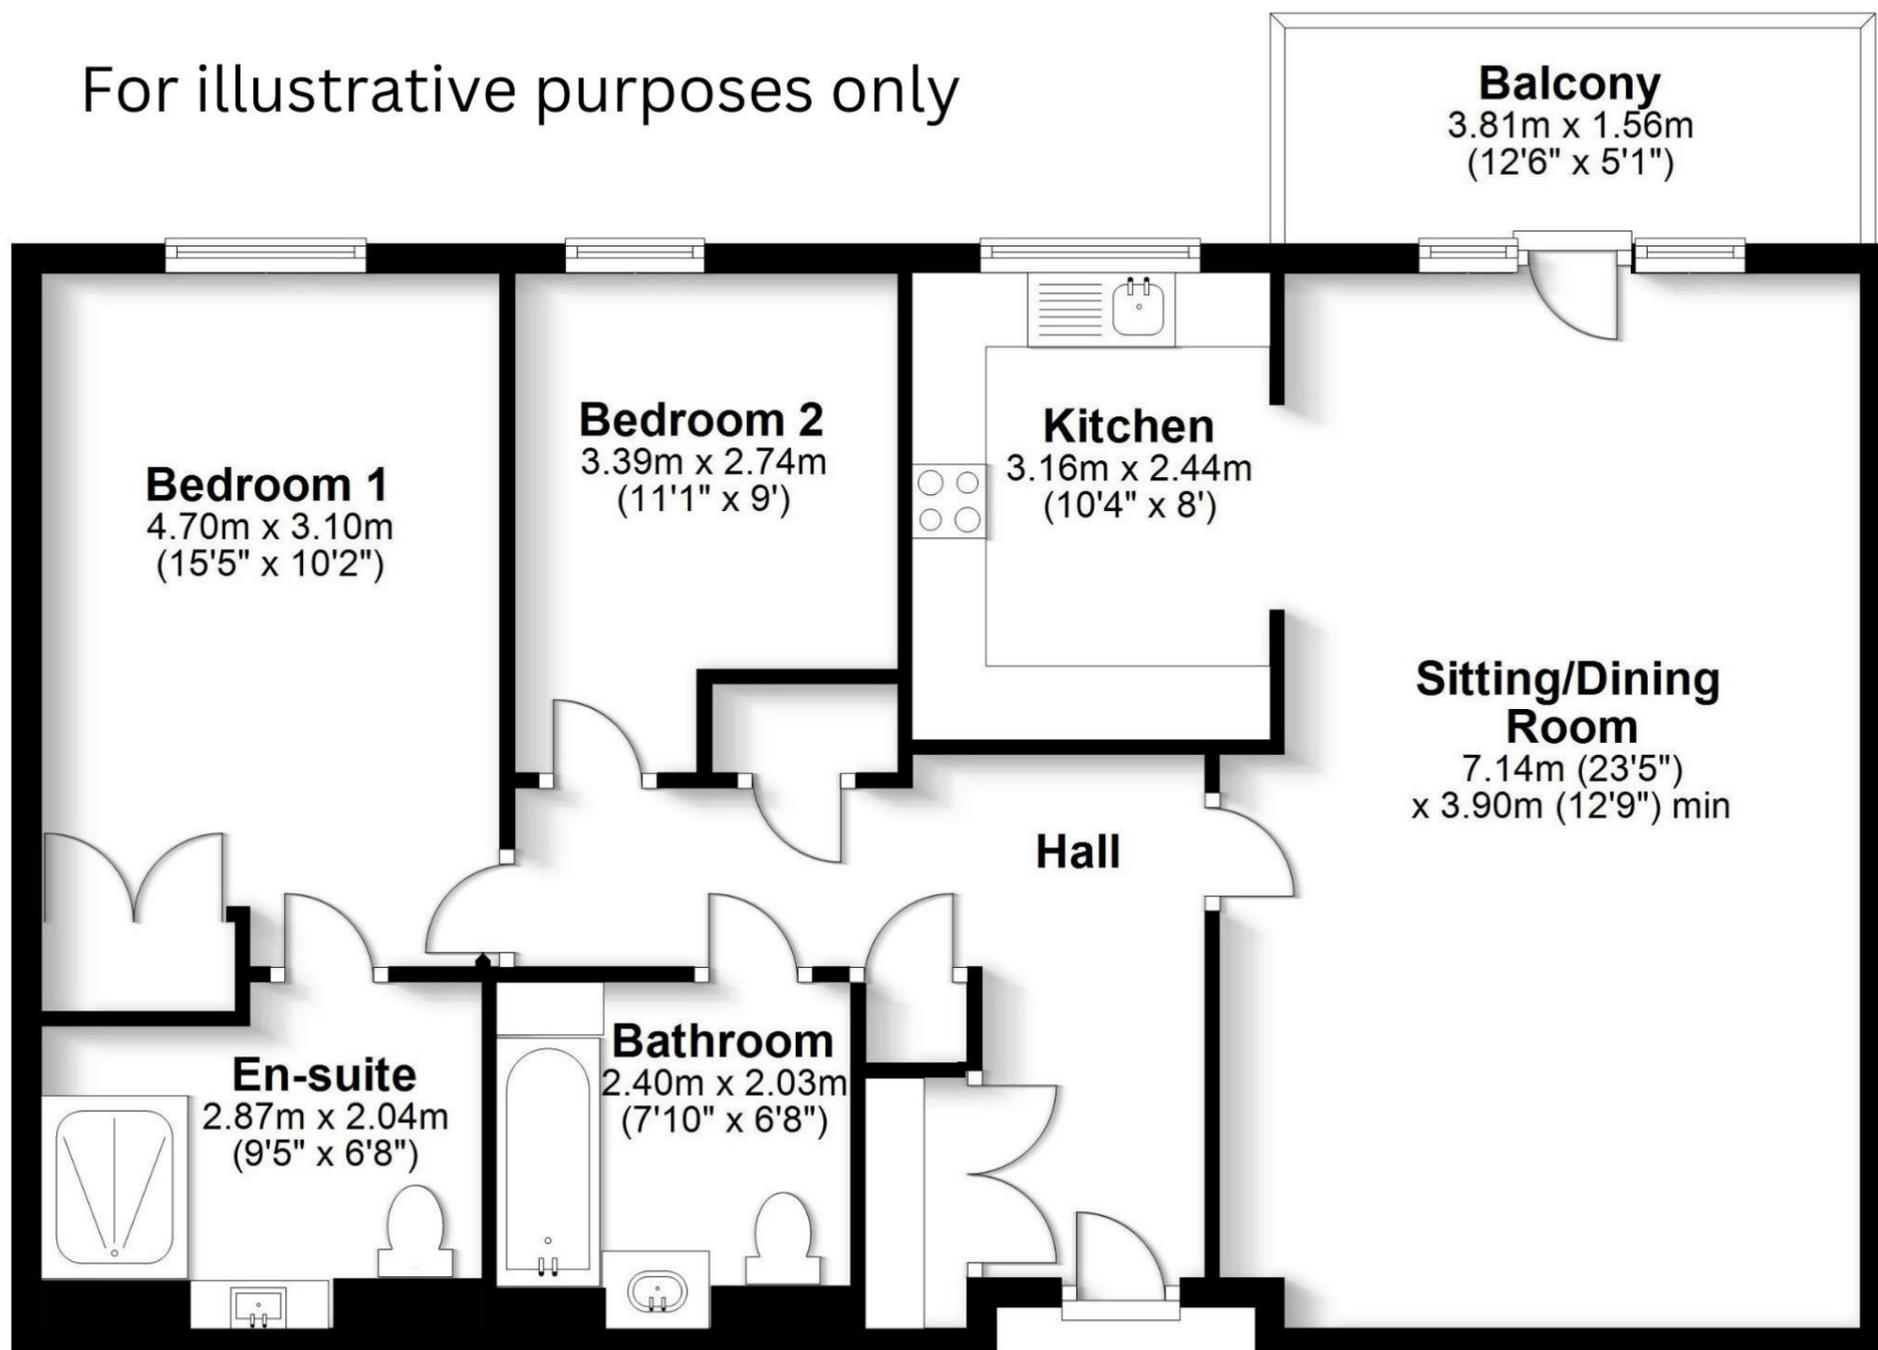 For illustrative purposes only
Balcony
3.81m x 1.56m
(12'6" x 5'1")
Bedroom 2
3.39m x 2.74m
(11'1" x 9')
Kitchen
3.16m x 2.44m
(10'4" x 8')
Bedroom 1
4.70m x 3.10m
(15'5" x 10'2")
Sitting/Dining
Room
7.14m (23'5")
x 3.90m (12'9") min
Hall
Bathroom
2.40m x 2.03m
(7'10" x 6'8")
En-suite
2.87m x 2.04m
(9'5" x 6'8")